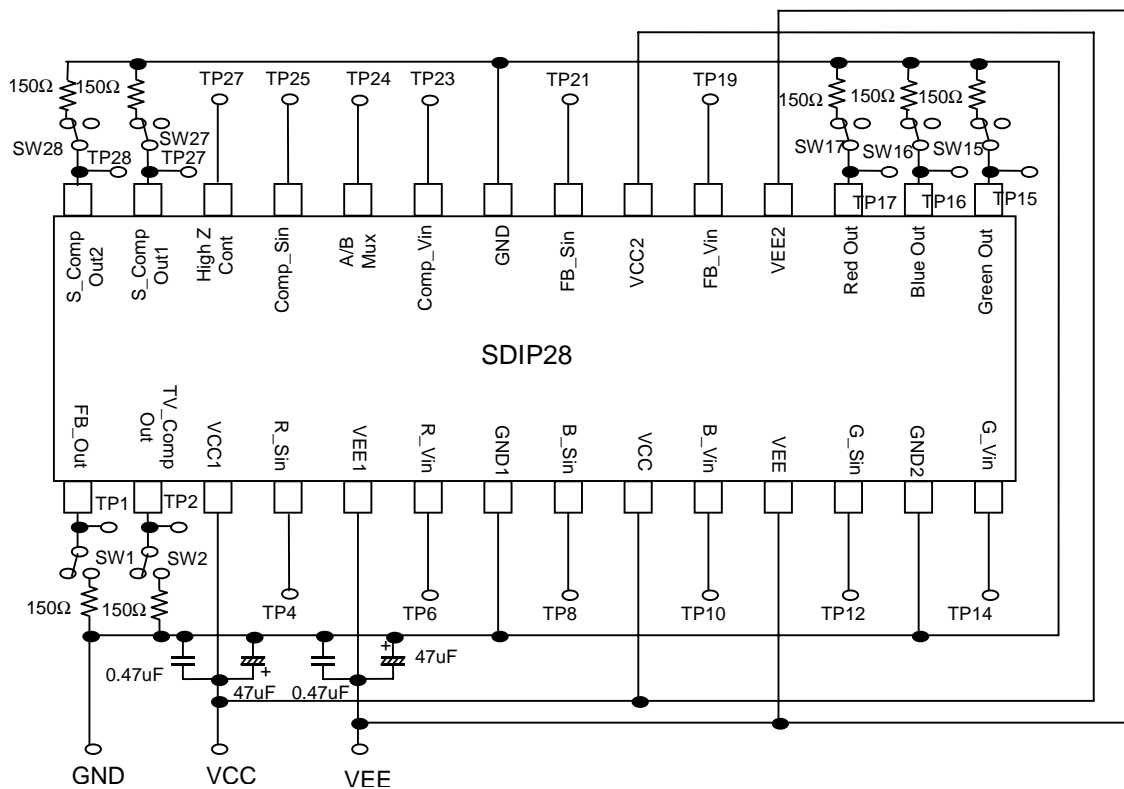 TP27 TP25 TP24 TP23 TP21 TP19
150Ω 150Ω 150Ω 150Ω 150Ω
SW28 SW27 SW17 SW16 SW15
TP28 TP27 TP17 TP16 TP15
S_Comp Out2
S_Comp Out1
High Z Cont
Comp_Sin
A/B Mux
Comp_Vin
GND
FB_Sin
VCC2
FB_Vin
VEE2
Red Out
Blue Out
Green Out
SDIP28
FB_Out
TV_Comp Out
VCC1
R_Sin
VEE1
R_Vin
GND1
B_Sin
VCC
B_Vin
VEE
G_Sin
GND2
G_Vin
TP1 TP2
SW1 SW2
150Ω 150Ω TP4 TP6 TP8 TP10 TP12 TP14
0.47uF + 47uF 0.47uF + 47uF
GND VCC VEE